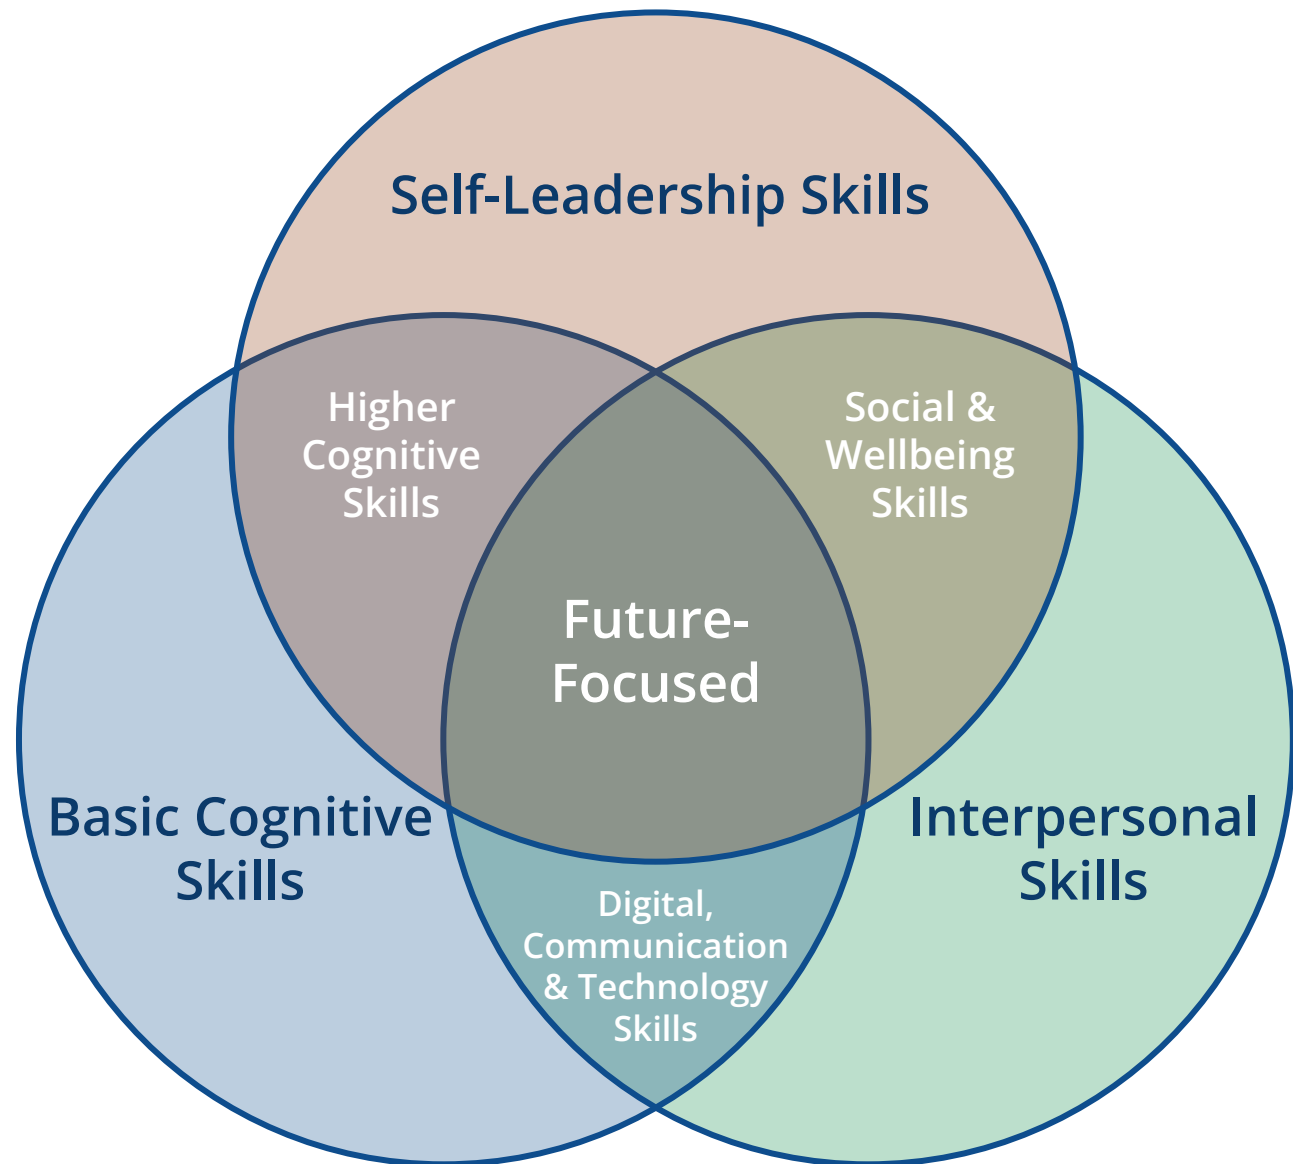 Self-Leadership Skills
Higher
Cognitive
Skills
Social &
Wellbeing
Skills
Future-
Focused
Basic Cognitive
Skills
Interpersonal
Skills
Digital,
Communication
& Technology
Skills